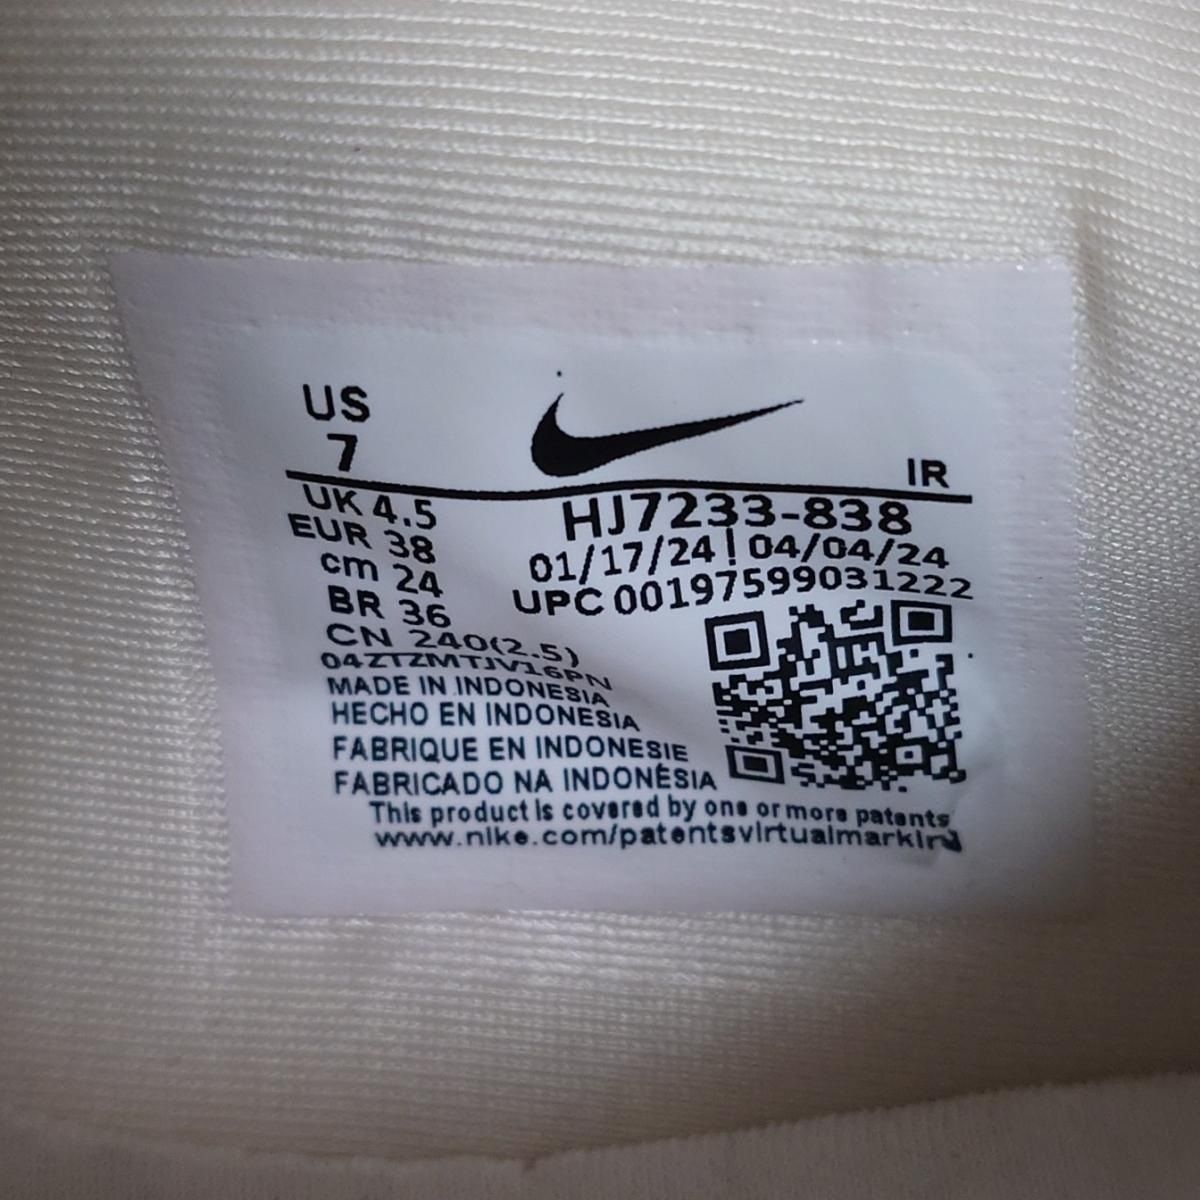 US
7
IR
UK 4.5
EUR 38
cm 24
BR 36
CN 240(2.5)
HJ7233-838
01/17/24 | 04/04/24
UPC 00197599031222
04ZTZMTJV16PN
MADE IN INDONESIA
HECHO EN INDONESIA
FABRIQUE EN INDONESIE
FABRICADO NA INDONÉSIA
This product is covered by one or more patents
www.nike.com/patentsvirtualmarkin